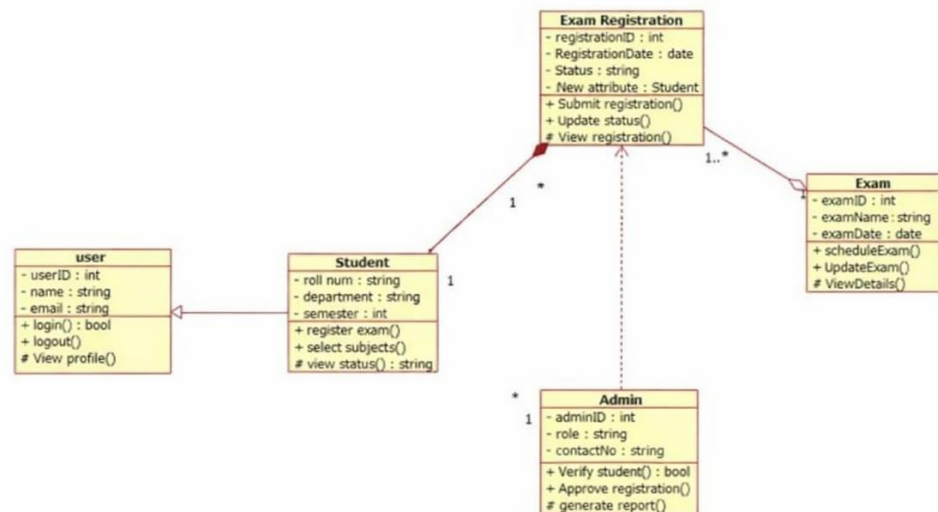 Exam Registration
- registrationID : int
- RegistrationDate : date
- Status : string
- New attribute : Student
+ Submit registration()
+ Update status()
# View registration()
1..*
*
1
1
Exam
- examID : int
- examName : string
- examDate : date
+ scheduleExam()
+ UpdateExam()
# ViewDetails()
user
- userID : int
- name : string
- email : string
+ login() : bool
+ logout()
# View profile()
Student
- roll num : string
- department : string
- semester : int
+ register exam()
+ select subjects()
# view status() : string
1
*
1
Admin
- adminID : int
- role : string
- contactNo : string
+ Verify student() : bool
+ Approve registration()
# generate report()